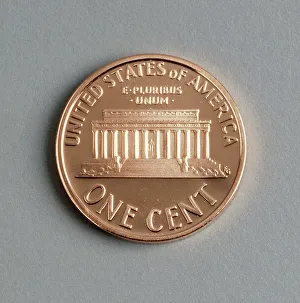 UNITED STATES OF AMERICA
E·PLURIBUS
·UNUM·
ONE CENT